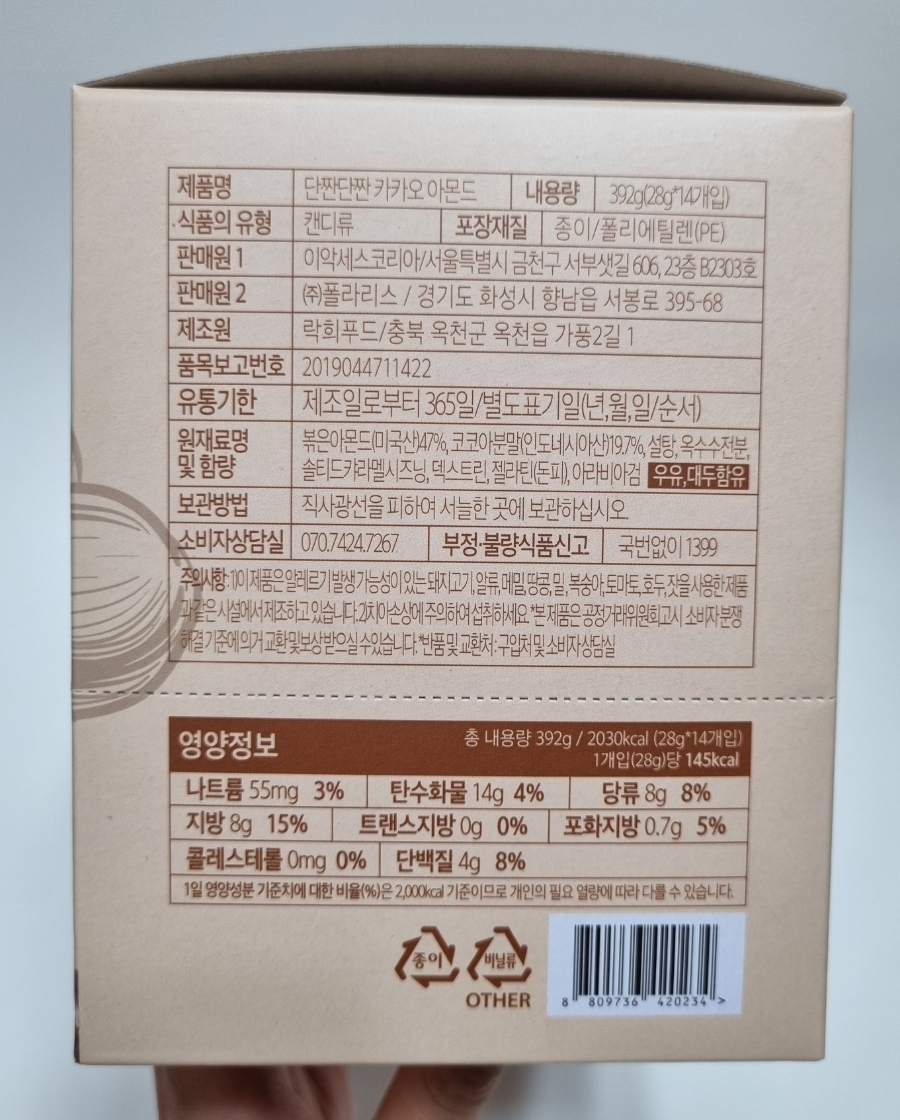 제품명 단짠단짠 카카오 아몬드 내용량 392g(28g*14개입)
식품의 유형 캔디류 포장재질 종이/폴리에틸렌(PE)
판매원 1 이악세스코리아/서울특별시 금천구 서부샛길 606, 23층 B2303호
판매원 2 ㈜폴라리스 / 경기도 화성시 향남읍 서봉로 395-68
제조원 락희푸드/충북 옥천군 옥천읍 가풍2길 1
품목보고번호 2019044711422
유통기한 제조일로부터 365일/별도표기일(년,월,일/순서)
원재료명 볶은아몬드(미국산)47%, 코코아분말(인도네시아산)19.7%, 설탕, 옥수수전분,
및 함량 솔티드캬라멜시즈닝, 덱스트린, 젤라틴(돈피), 아라비아검 우유,대두함유
보관방법 직사광선을 피하여 서늘한 곳에 보관하십시오
소비자상담실 070.7424.7267 부정·불량식품신고 국번없이 1399
주의사항:1)이 제품은 알레르기 발생 가능성이 있는 돼지고기, 알류, 메밀, 땅콩, 밀, 복숭아, 토마토, 호두, 잣을 사용한 제품
과 같은 시설에서 제조하고 있습니다. 2)치아 손상에 주의하여 섭취하세요. *본 제품은 공정거래위원회고시 소비자분쟁
해결 기준에 의거 교환 및 보상 받으실 수 있습니다. *반품 및 교환처 : 구입처 및 소비자상담실
영양정보 총 내용량 392g / 2030kcal (28g*14개입)
1개입(28g)당 145kcal
나트륨 55mg 3% 탄수화물 14g 4% 당류 8g 8%
지방 8g 15% 트랜스지방 0g 0% 포화지방 0.7g 5%
콜레스테롤 0mg 0% 단백질 4g 8%
1일 영양성분 기준치에 대한 비율(%)은 2,000kcal 기준이므로 개인의 필요 열량에 따라 다를 수 있습니다.
종이 비닐류
OTHER
8 809736 420234 >